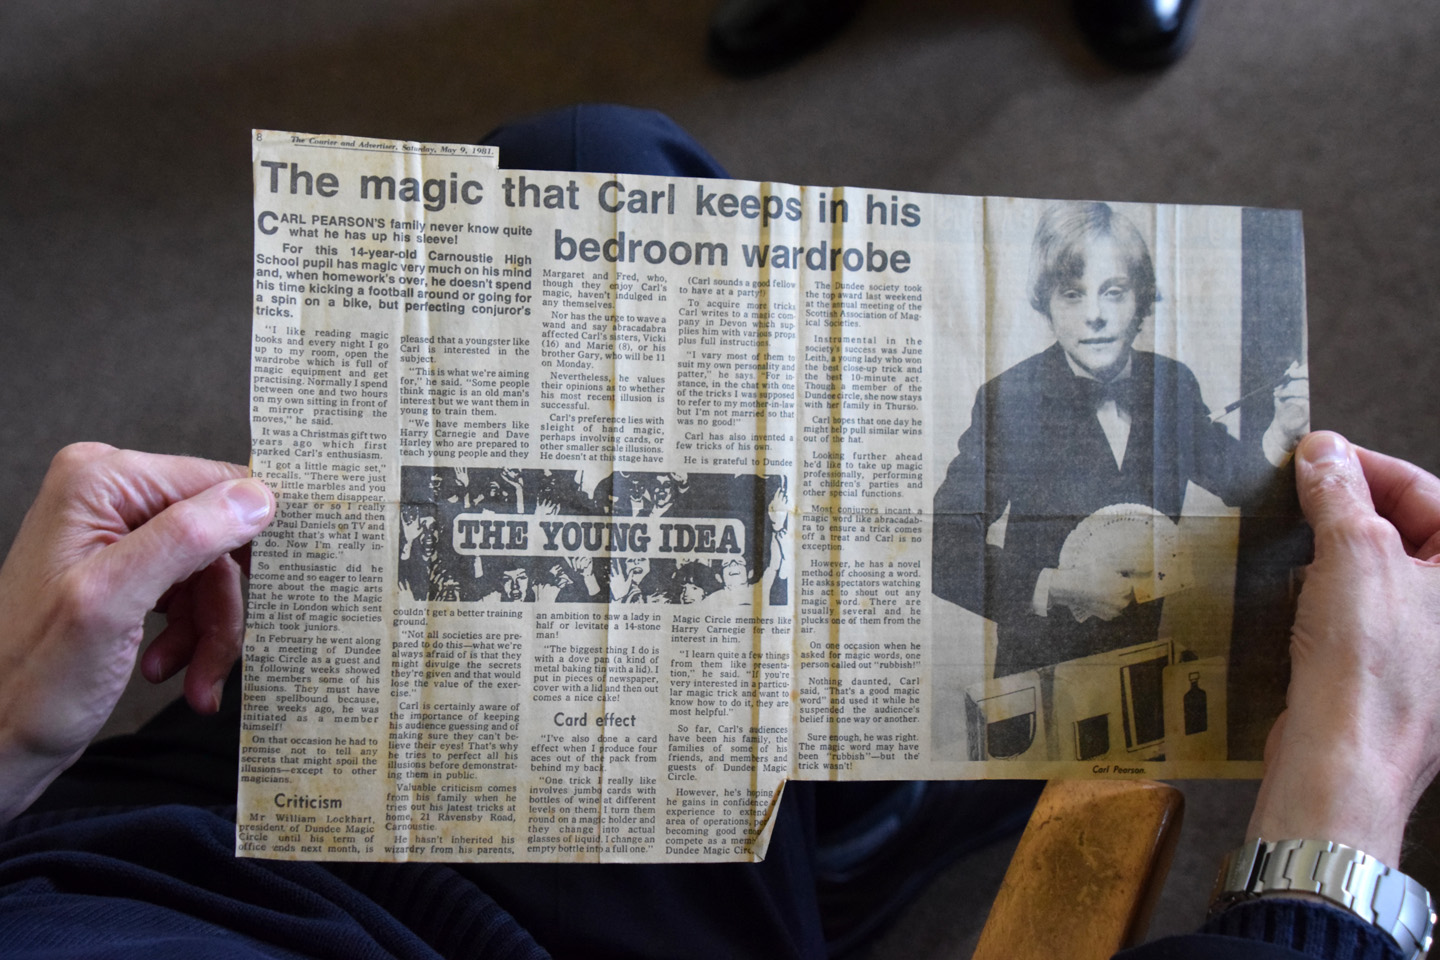 8
The Courier and Advertiser, Saturday, May 9, 1981.
The magic that Carl keeps in his
bedroom wardrobe
CARL PEARSON'S family never know quite
what he has up his sleeve!
For this 14-year-old Carnoustie High
School pupil has magic very much on his mind
and, when homework's over, he doesn't spend
his time kicking a football around or going for
a spin on a bike, but perfecting conjuror's
tricks.
"I like reading magic
books and every night I go
up to my room, open the
wardrobe which is full of
magic equipment and get
practising. Normally I spend
between one and two hours
on my own sitting in front of
a mirror practising the
moves," he said.
It was a Christmas gift two
years ago which first
sparked Carl's enthusiasm.
"I got a little magic set,"
he recalls. "There were just
few little marbles and you
to make them disappear.
year or so I really
bother much and then
Paul Daniels on TV and
thought that's what I want
to do. Now I'm really in-
terested in magic."
So enthusiastic did he
become and so eager to learn
more about the magic arts
that he wrote to the Magic
Circle in London which sent
him a list of magic societies
which took juniors.
In February he went along
to a meeting of Dundee
Magic Circle as a guest and
in following weeks showed
the members some of his
illusions. They must have
been spellbound because,
three weeks ago, he was
initiated as a member
himself!
On that occasion he had to
promise not to tell any
secrets that might spoil the
illusions—except to other
magicians.
Criticism
Mr William Lockhart,
president of Dundee Magic
Circle until his term of
office ends next month, is
pleased that a youngster like
Carl is interested in the
subject.
"This is what we're aiming
for," he said. "Some people
think magic is an old man's
interest but we want them in
young to train them.
"We have members like
Harry Carnegie and Dave
Harley who are prepared to
teach young people and they
couldn't get a better training
ground.
"Not all societies are pre-
pared to do this—what we're
always afraid of is that they
might divulge the secrets
they're given and that would
lose the value of the exer-
cise."
Carl is certainly aware of
the importance of keeping
his audience guessing and of
making sure they can't be-
lieve their eyes! That's why
he tries to perfect all his
illusions before demonstrat-
ing them in public.
Valuable criticism comes
from his family when he
tries out his latest tricks at
home, 21 Ravensby Road,
Carnoustie.
He hasn't inherited his
wizardry from his parents,
Margaret and Fred, who,
though they enjoy Carl's
magic, haven't indulged in
any themselves.
Nor has the urge to wave a
wand and say abracadabra
affected Carl's sisters, Vicki
(16) and Marie (8), or his
brother Gary, who will be 11
on Monday.
Nevertheless, he values
their opinions as to whether
his most recent illusion is
successful.
Carl's preference lies with
sleight of hand magic,
perhaps involving cards, or
other smaller scale illusions.
He doesn't at this stage have
THE YOUNG IDEA
an ambition to saw a lady in
half or levitate a 14-stone
man!
"The biggest thing I do is
with a dove pan (a kind of
metal baking tin with a lid). I
put in pieces of newspaper,
cover with a lid and then out
comes a nice cake!
Card effect
"I've also done a card
effect when I produce four
aces out of the pack from
behind my back.
"One trick I really like
involves jumbo cards with
bottles of wine at different
levels on them. I turn them
round on a magic holder and
they change into actual
glasses of liquid. I change an
empty bottle into a full one."
(Carl sounds a good fellow
to have at a party!)
To acquire more tricks
Carl writes to a magic com-
pany in Devon which sup-
plies him with various props
plus full instructions.
"I vary most of them to
suit my own personality and
patter," he says. "For in-
stance, in the chat with one
of the tricks I was supposed
to refer to my mother-in-law
but I'm not married so that
was no good!"
Carl has also invented a
few tricks of his own.
He is grateful to Dundee
Magic Circle members like
Harry Carnegie for their
interest in him.
"I learn quite a few things
from them like presenta-
tion," he said. "If you're
very interested in a particu-
lar magic trick and want to
know how to do it, they are
most helpful."
So far, Carl's audiences
have been his family, the
families of some of his
friends, and members and
guests of Dundee Magic
Circle.
However, he's hoping
he gains in confidence
experience to extend
area of operations,
becoming good
compete as a
Dundee Magic
The Dundee society took
the top award last weekend
at the annual meeting of the
Scottish Association of Mag-
ical Societies.
Instrumental in the
society's success was June
Leith, a young lady who won
the best close-up trick and
the best 10-minute act.
Though a member of the
Dundee circle, she now stays
with her family in Thurso.
Carl hopes that one day he
might help pull similar wins
out of the hat.
Looking further ahead
he'd like to take up magic
professionally, performing
at children's parties and
other special functions.
Most conjurors incant a
magic word like abracadab-
ra to ensure a trick comes
off a treat and Carl is no
exception.
However, he has a novel
method of choosing a word.
He asks spectators watching
his act to shout out any
magic word. There are
usually several and he
plucks one of them from the
air.
On one occasion when he
asked for magic words, one
person called out "rubbish!"
Nothing daunted, Carl
said, "That's a good magic
word" and used it while he
suspended the audience's
belief in one way or another.
Sure enough, he was right.
The magic word may have
been "rubbish"—but the
trick wasn't!
Carl Pearson.